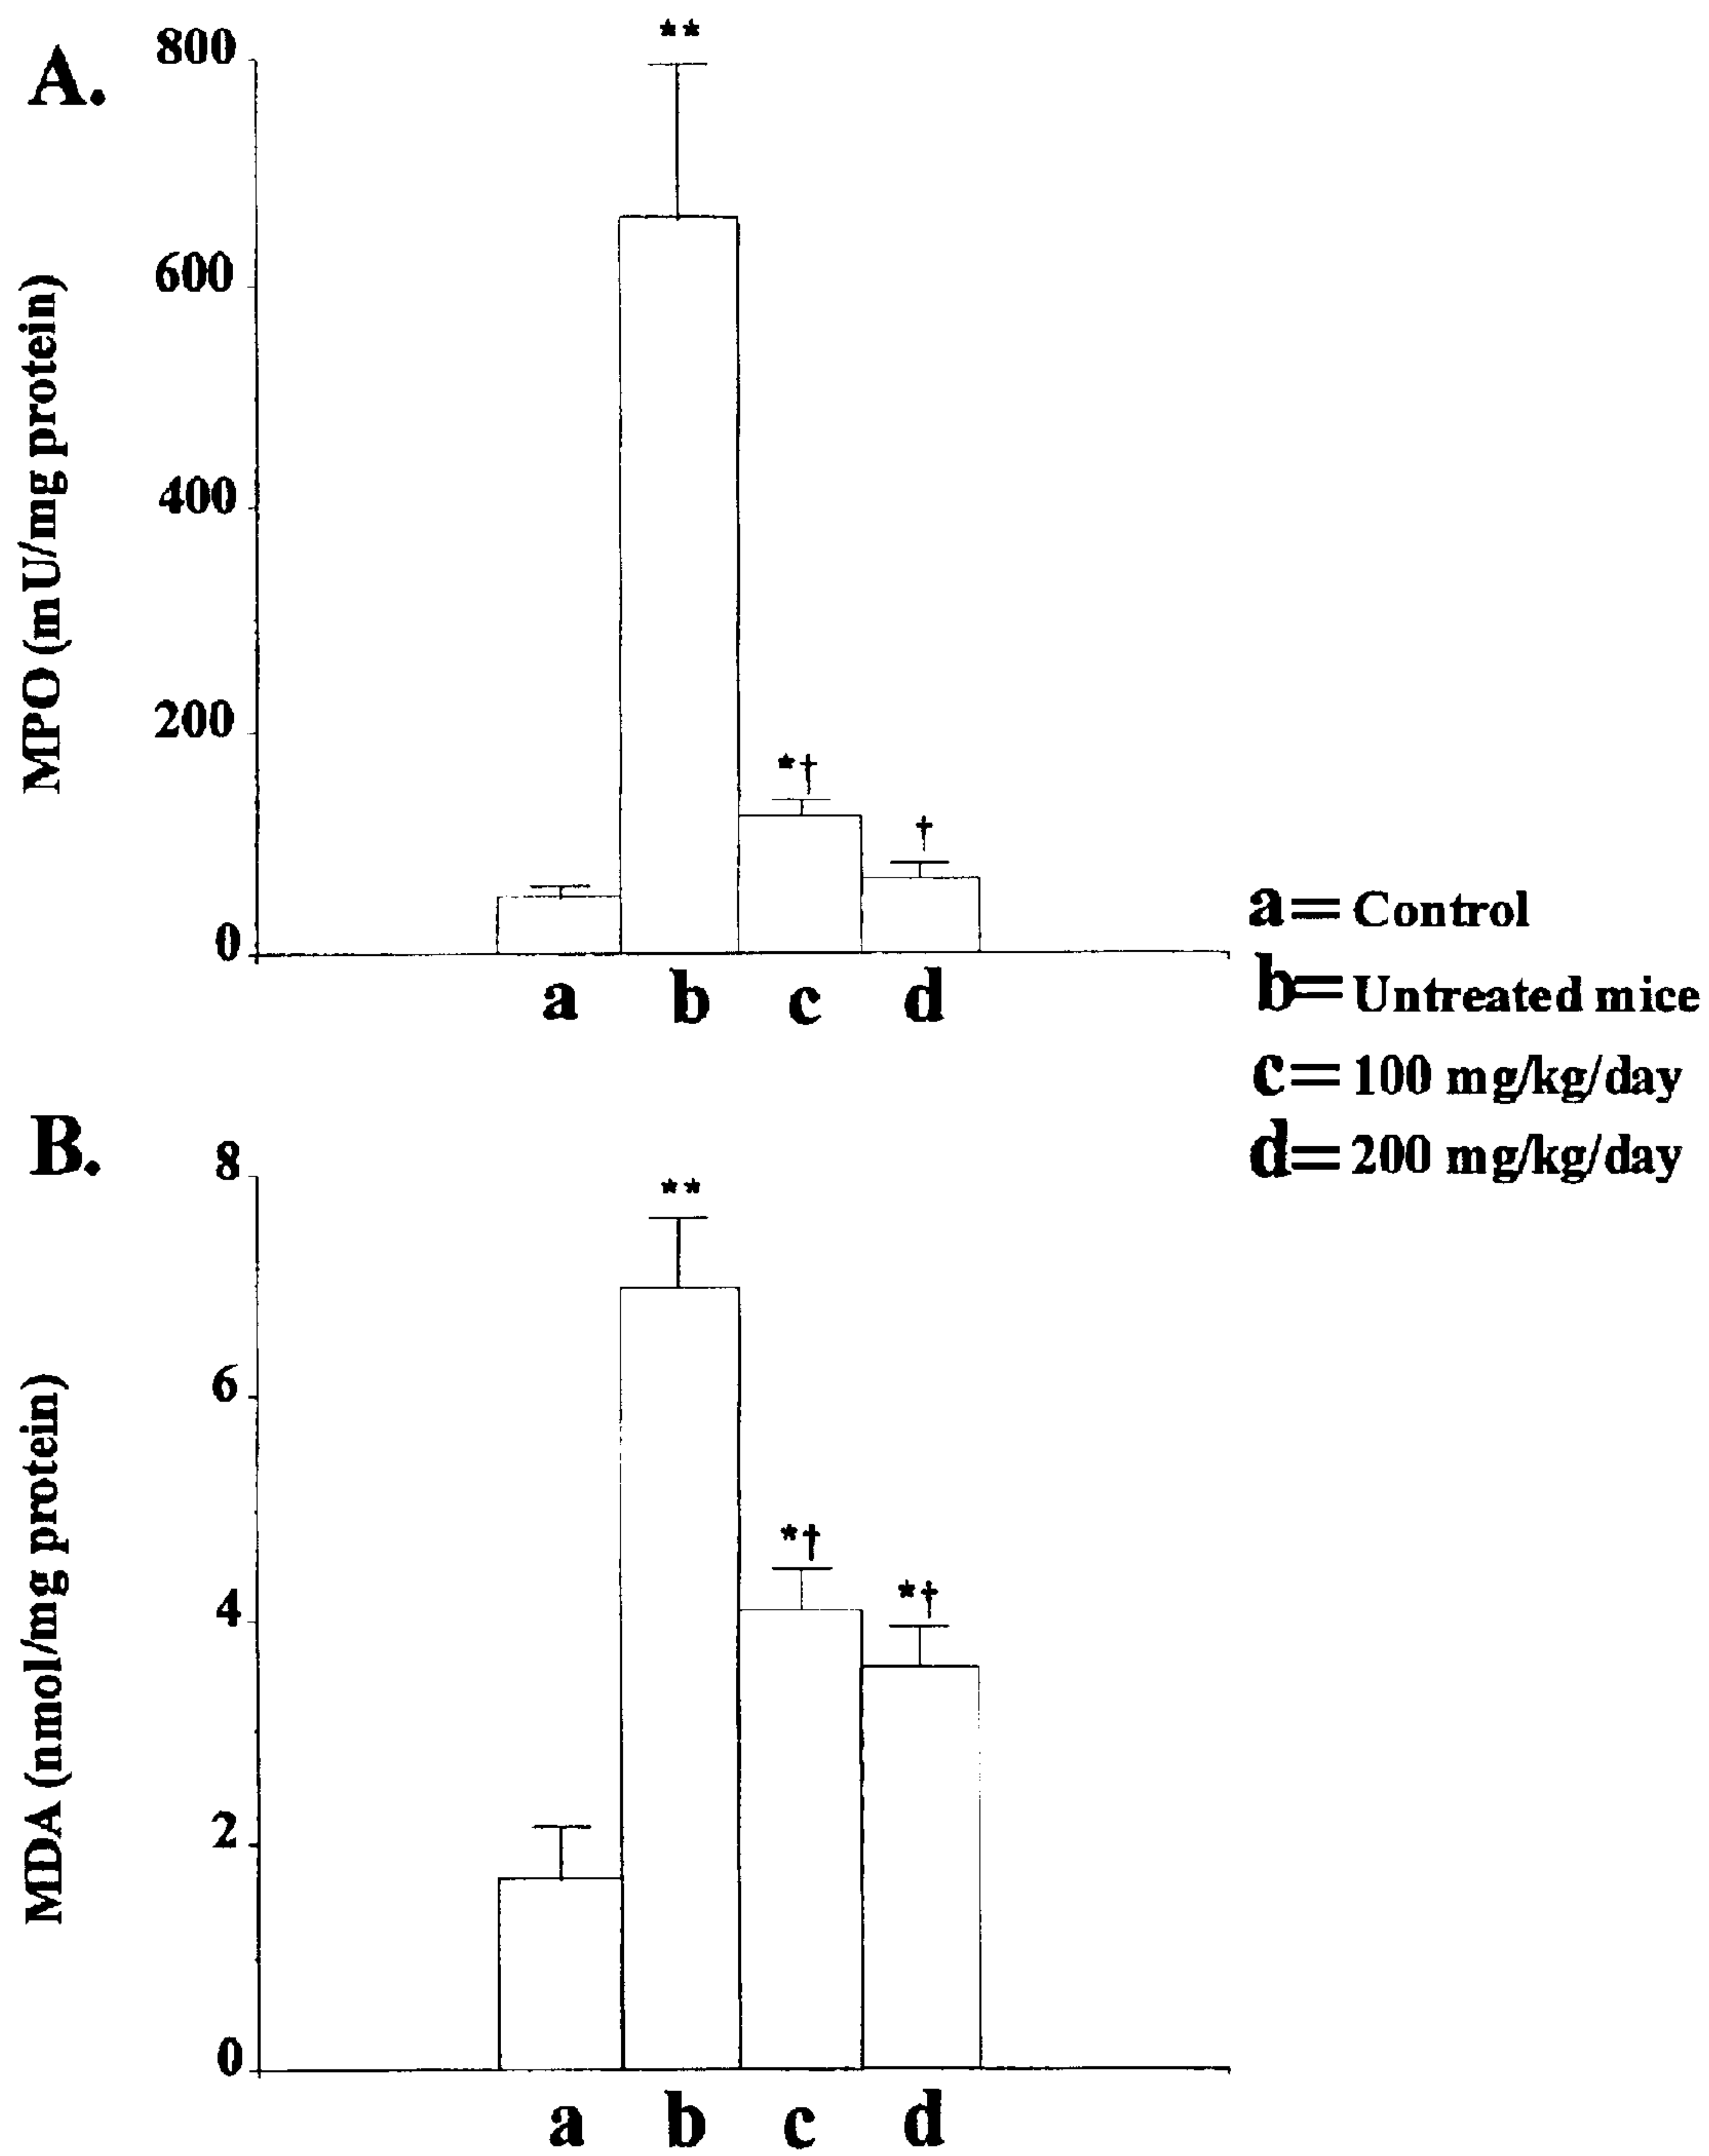 A.
MPO (mU/mg protein)
800
600
400
200
0
**
*†
†
a b c d
a= Control
b= Untreated mice
c= 100 mg/kg/day
d= 200 mg/kg/day
B.
MDA (nmol/mg protein)
8
6
4
2
0
**
*†
*†
a b c d